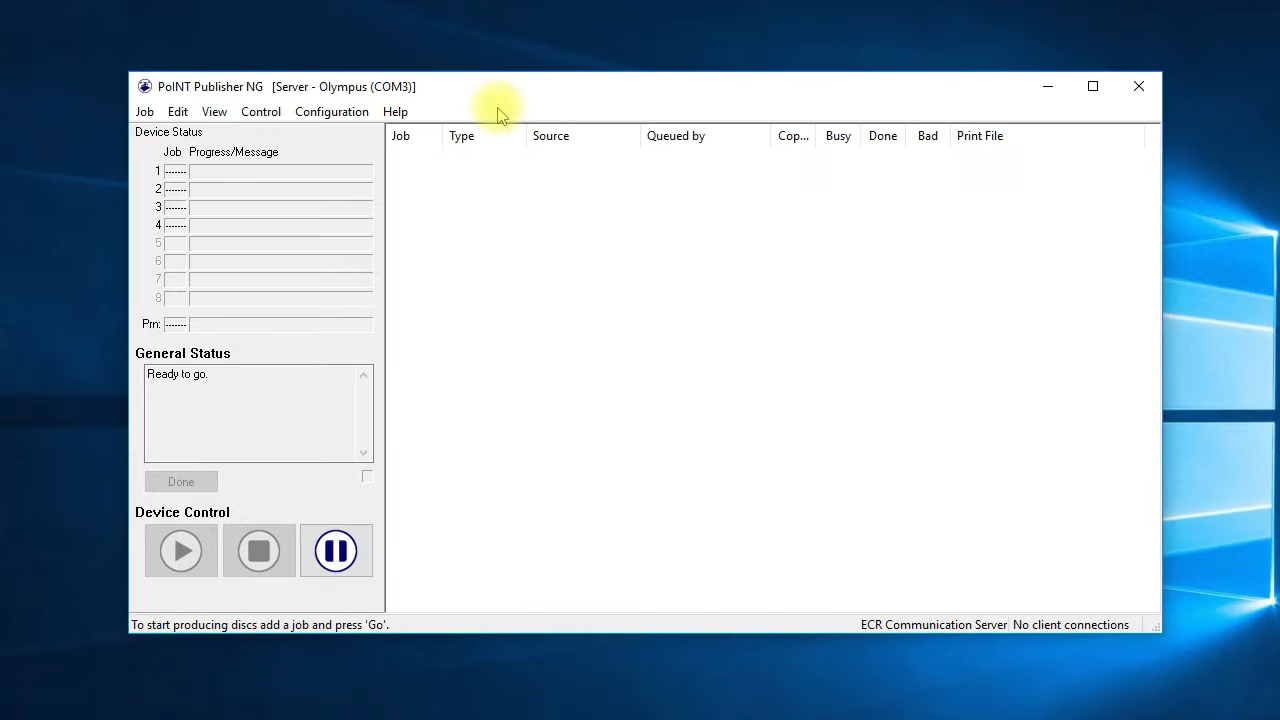 PoINT Publisher NG [Server - Olympus (COM3)]
Job Edit View Control Configuration Help
Device Status
Job Progress/Message
1 ------
2 ------
3 ------
4 ------
5
6
7
8
Prn: ------
General Status
Ready to go.
Done
Device Control
Job Type Source Queued by Cop... Busy Done Bad Print File
To start producing discs add a job and press 'Go'. ECR Communication Server No client connections